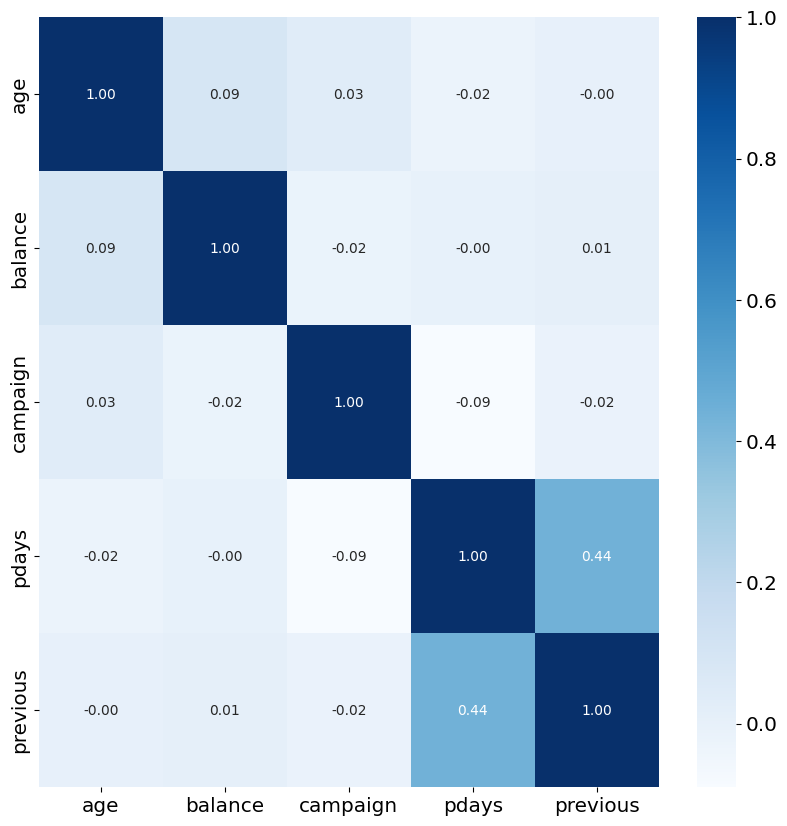 age 1.00 0.09 0.03 -0.02 -0.00
balance 0.09 1.00 -0.02 -0.00 0.01
campaign 0.03 -0.02 1.00 -0.09 -0.02
pdays -0.02 -0.00 -0.09 1.00 0.44
previous -0.00 0.01 -0.02 0.44 1.00
age balance campaign pdays previous
1.0
0.8
0.6
0.4
0.2
0.0